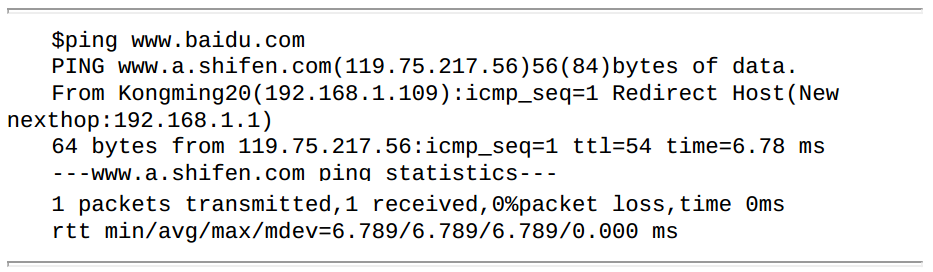 $ping www.baidu.com
PING www.a.shifen.com(119.75.217.56)56(84)bytes of data.
From Kongming20(192.168.1.109):icmp_seq=1 Redirect Host(New
nexthop:192.168.1.1)
64 bytes from 119.75.217.56:icmp_seq=1 ttl=54 time=6.78 ms
---www.a.shifen.com ping statistics---
1 packets transmitted,1 received,0%packet loss,time 0ms
rtt min/avg/max/mdev=6.789/6.789/6.789/0.000 ms